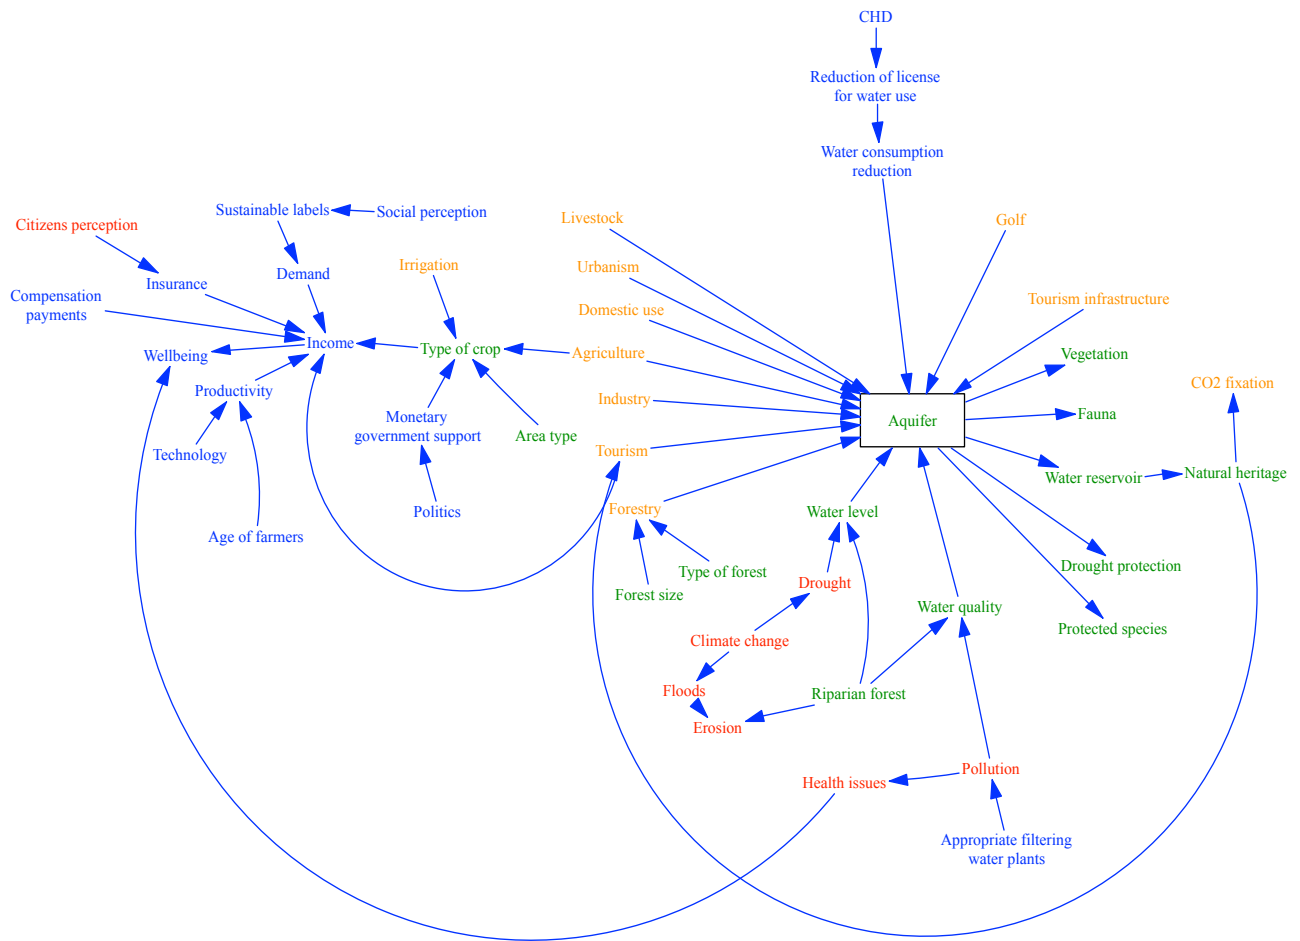 CHD
Reduction of license
for water use
Water consumption
reduction
Sustainable labels
Social perception
Livestock
Golf
Citizens perception
Irrigation
Urbanism
Demand
Insurance
Compensation
payments
Domestic use
Tourism infrastructure
Income
Wellbeing
Type of crop
Agriculture
Vegetation
Productivity
CO2 fixation
Industry
Monetary
government support
Area type
Aquifer
Fauna
Technology
Tourism
Water reservoir
Natural heritage
Politics
Forestry
Water level
Age of farmers
Type of forest
Drought protection
Forest size
Drought
Water quality
Protected species
Climate change
Floods
Riparian forest
Erosion
Health issues
Pollution
Appropriate filtering
water plants